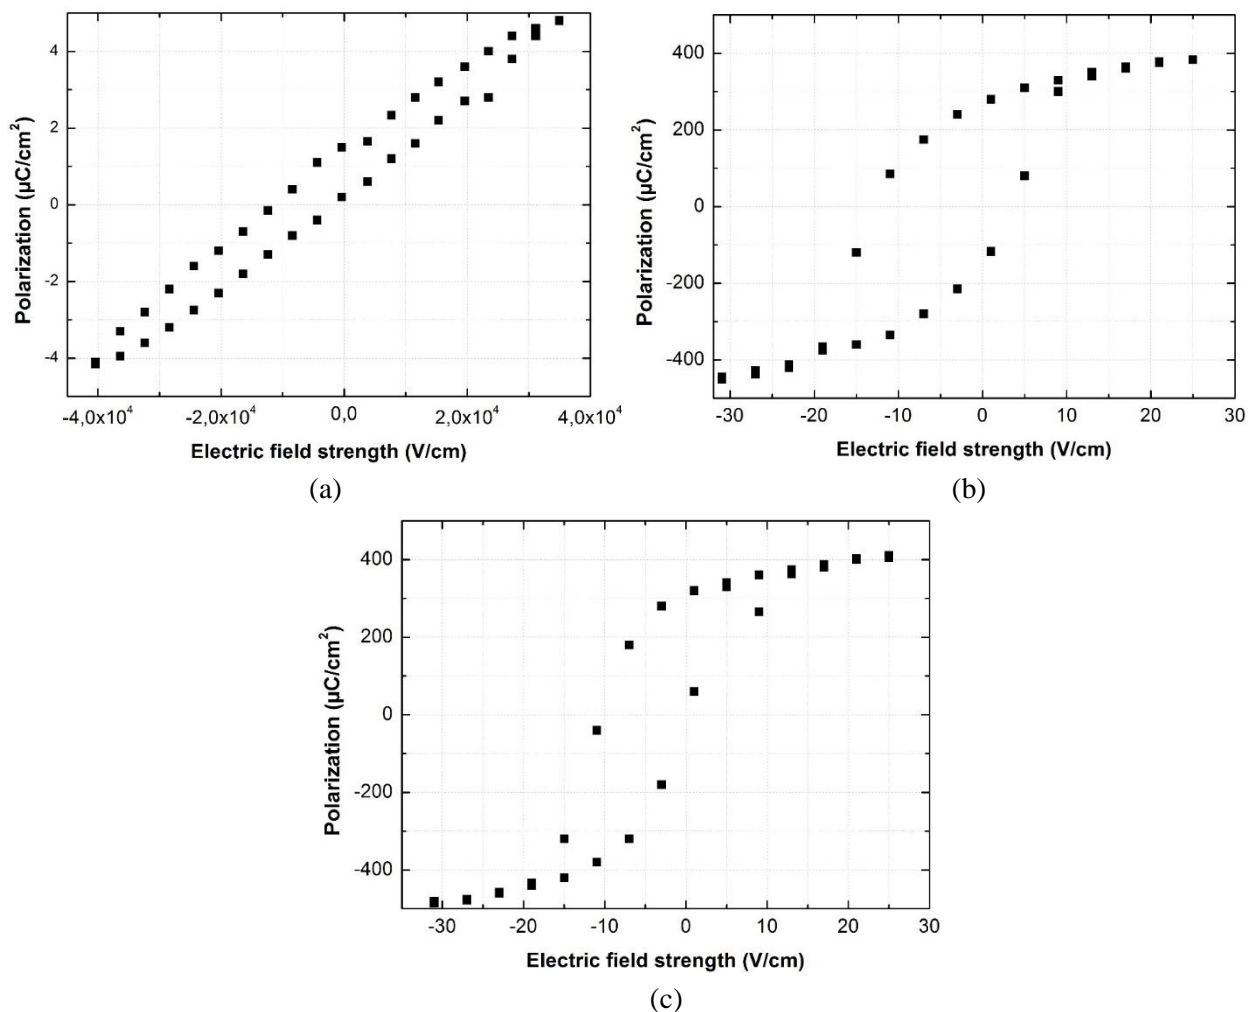 4
2
0
-2
-4
Polarization (µC/cm²)
-4,0x10⁴ -2,0x10⁴ 0,0 2,0x10⁴ 4,0x10⁴
Electric field strength (V/cm)
(a)
400
200
0
-200
-400
Polarization (µC/cm²)
-30 -20 -10 0 10 20 30
Electric field strength (V/cm)
(b)
400
200
0
-200
-400
Polarization (µC/cm²)
-30 -20 -10 0 10 20 30
Electric field strength (V/cm)
(c)